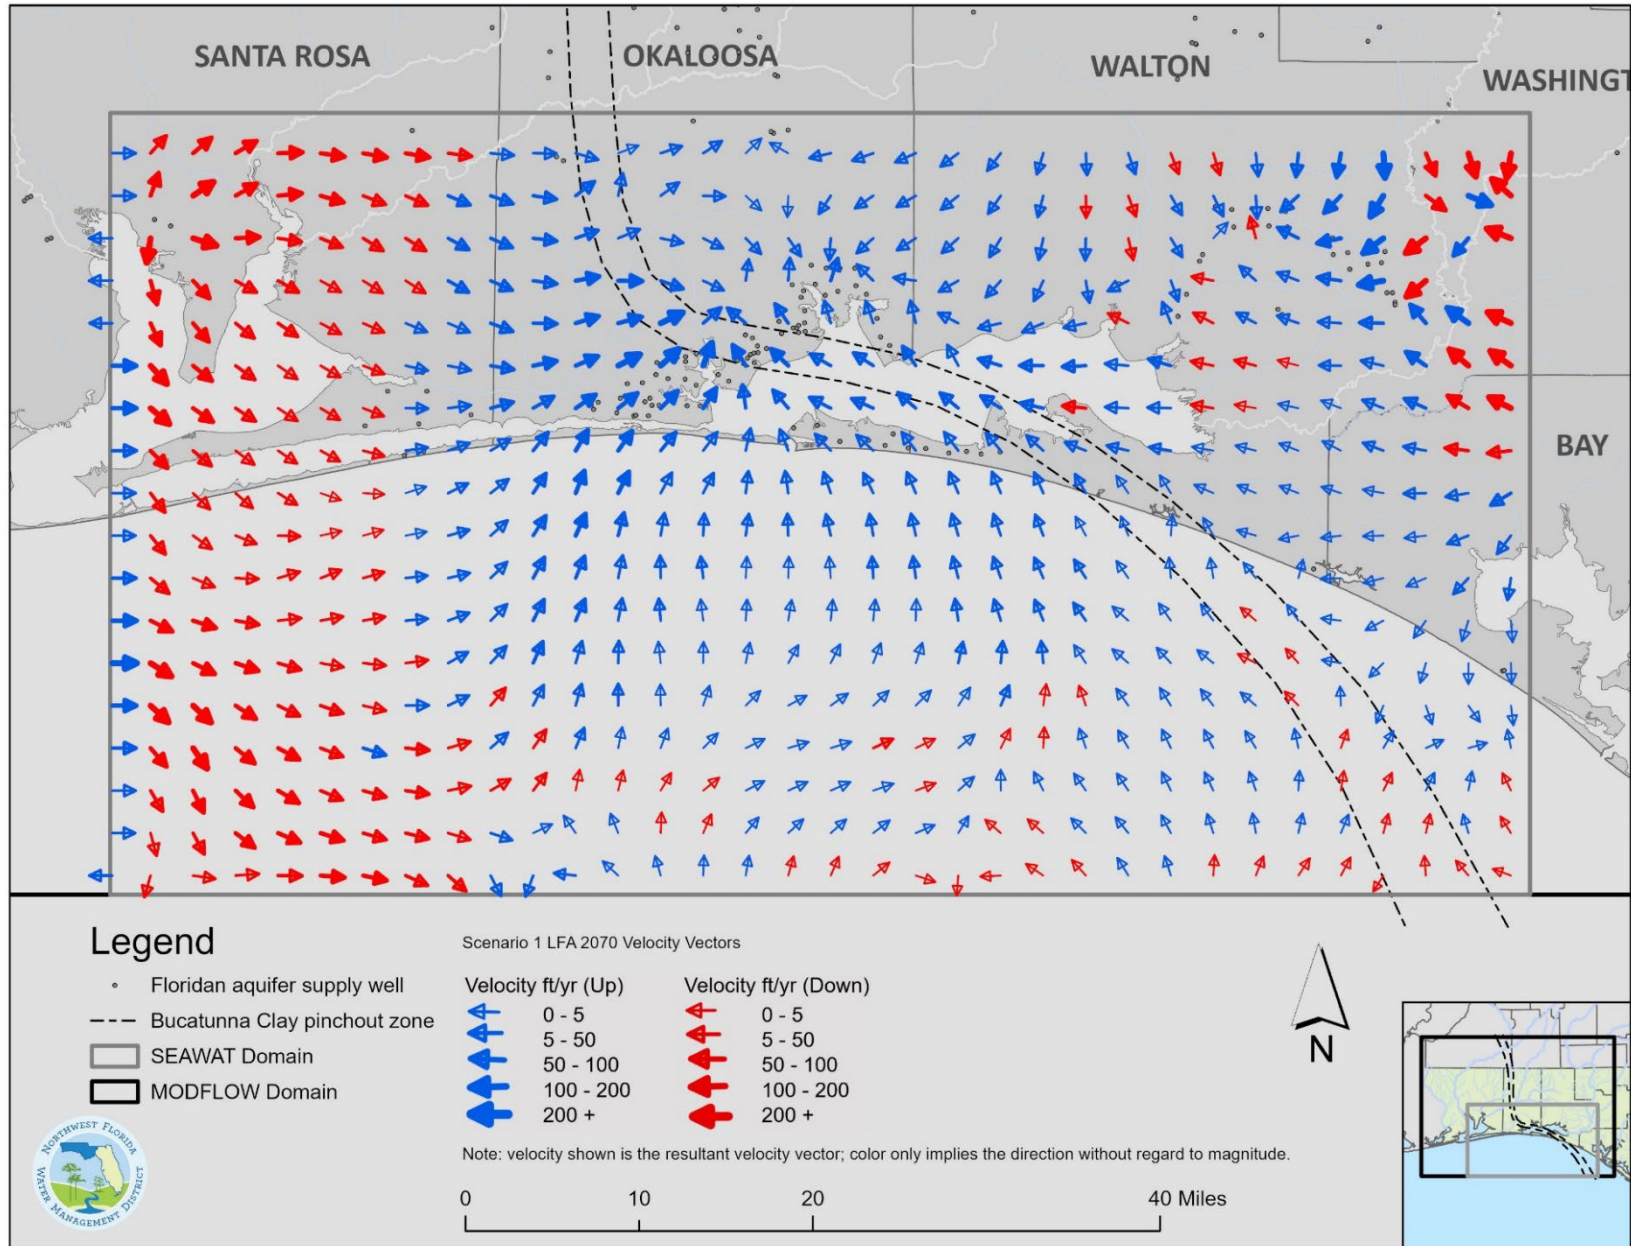 SANTA ROSA
OKALOOSA
WALTON
WASHINGT
BAY
Legend
Floridan aquifer supply well
Bucatunna Clay pinchout zone
SEAWAT Domain
MODFLOW Domain
Scenario 1 LFA 2070 Velocity Vectors
Velocity ft/yr (Up)
0 - 5
5 - 50
50 - 100
100 - 200
200 +
Velocity ft/yr (Down)
0 - 5
5 - 50
50 - 100
100 - 200
200 +
Note: velocity shown is the resultant velocity vector; color only implies the direction without regard to magnitude.
0 10 20 40 Miles
N
NORTHWEST FLORIDA
WATER MANAGEMENT DISTRICT